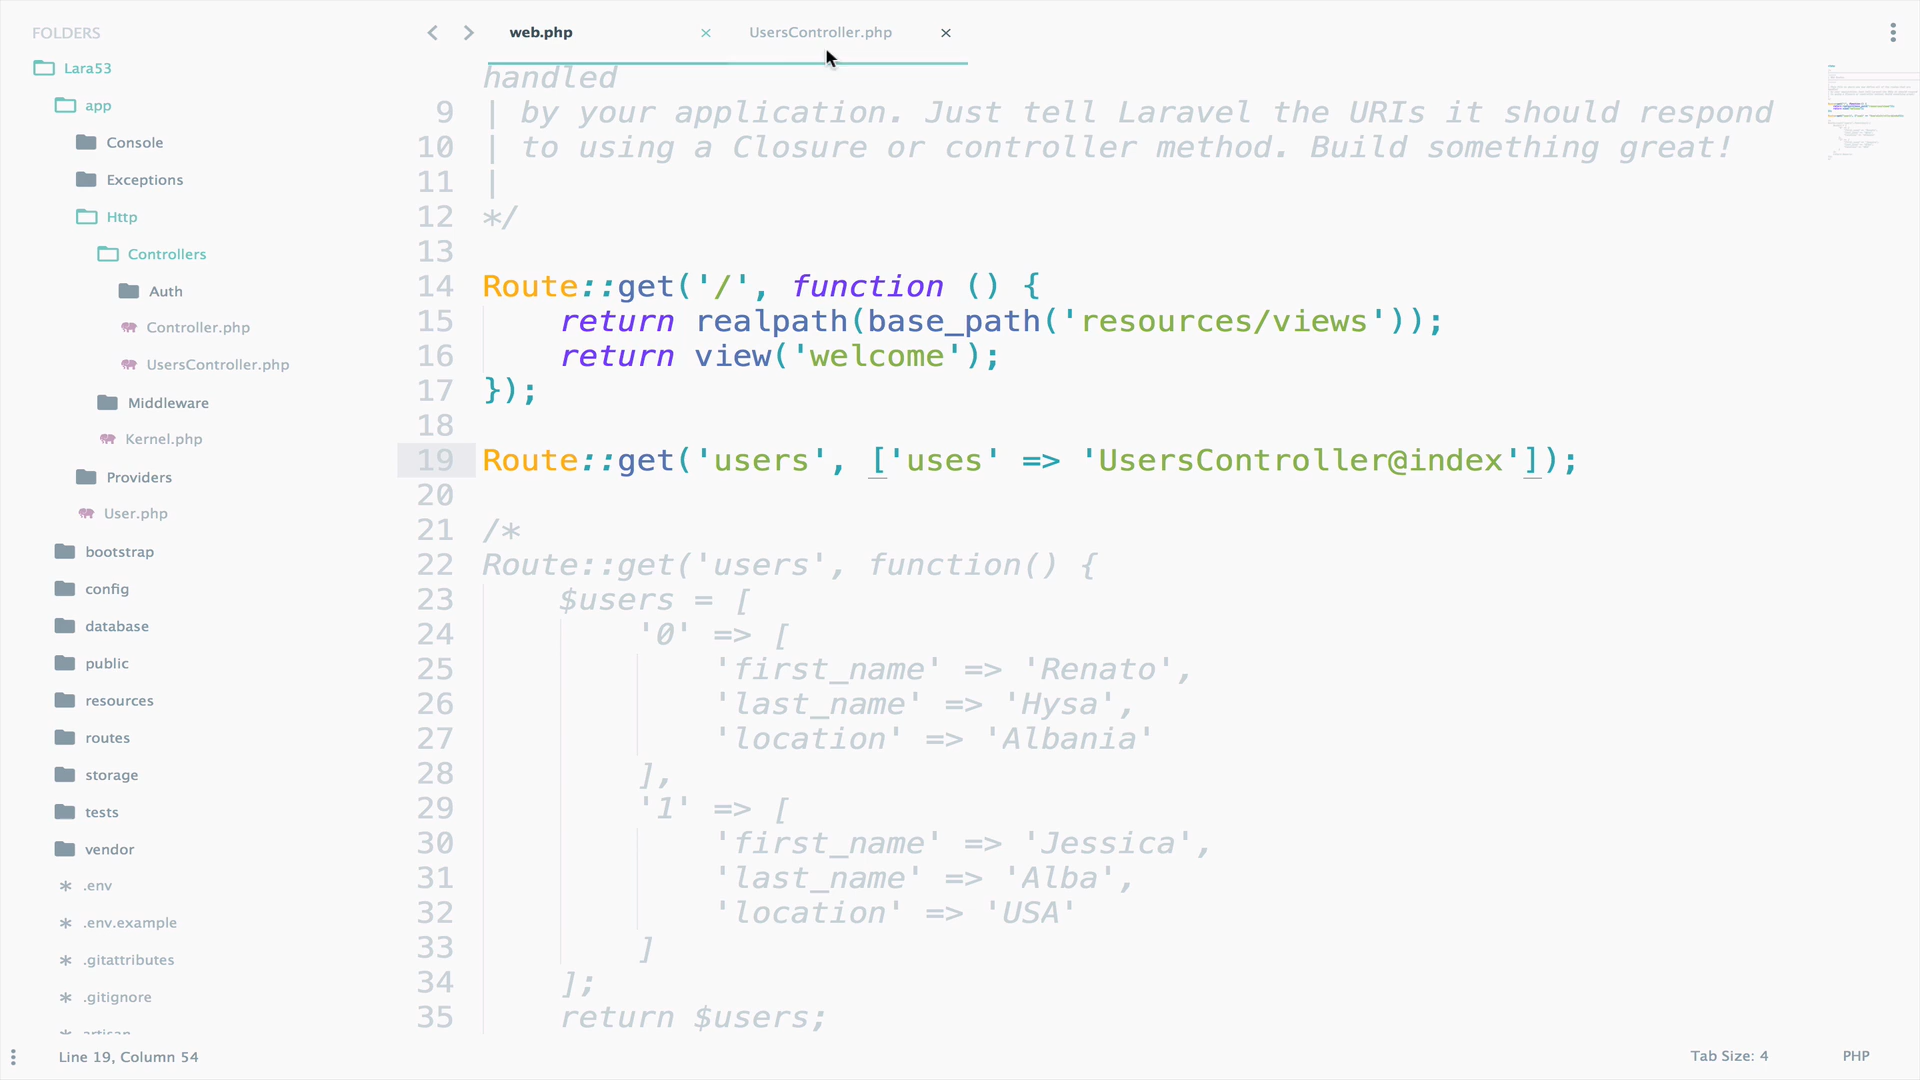 FOLDERS
Lara53
app
Console
Exceptions
Http
Controllers
Auth
Controller.php
UsersController.php
Middleware
Kernel.php
Providers
User.php
bootstrap
config
database
public
resources
routes
storage
tests
vendor
* .env
* .env.example
* .gitattributes
* .gitignore
* artisan
web.php × UsersController.php ×
handled
9 | by your application. Just tell Laravel the URIs it should respond
10 | to using a Closure or controller method. Build something great!
11 |
12 */
13
14 Route::get('/', function () {
15     return realpath(base_path('resources/views'));
16     return view('welcome');
17 });
18
19 Route::get('users', ['uses' => 'UsersController@index']);
20
21 /*
22 Route::get('users', function() {
23     $users = [
24         '0' => [
25             'first_name' => 'Renato',
26             'last_name' => 'Hysa',
27             'location' => 'Albania'
28         ],
29         '1' => [
30             'first_name' => 'Jessica',
31             'last_name' => 'Alba',
32             'location' => 'USA'
33         ]
34     ];
35     return $users;
Line 19, Column 54
Tab Size: 4
PHP